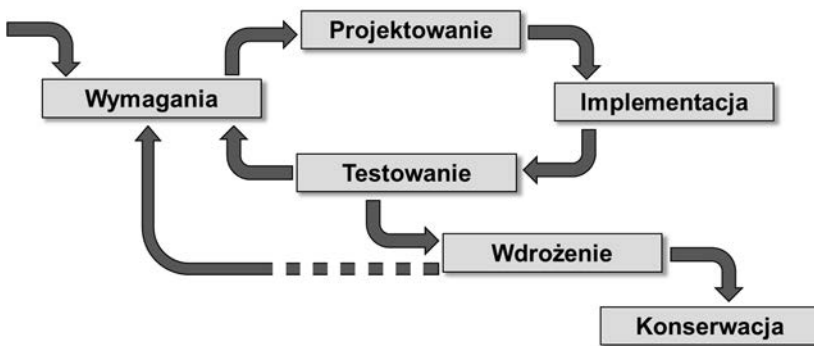 Projektowanie
Wymagania
Implementacja
Testowanie
Wdrożenie
Konserwacja